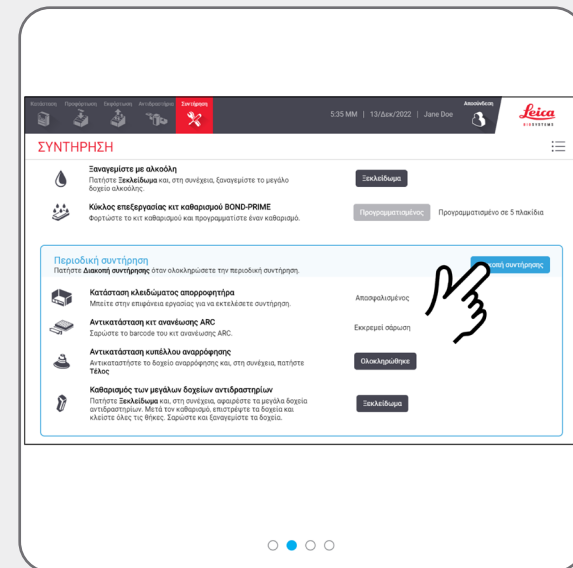 Κατάσταση Προφόρτωση Εκφόρτωση Αντιδραστήρια Συντήρηση
5:35 MM | 13/Δεκ/2022 | Jane Doe
Αποσύνδεση
Leica
BIOSYSTEMS
ΣΥΝΤΗΡΗΣΗ
Ξαναγεμίστε με αλκοόλη
Πατήστε Ξεκλείδωμα και, στη συνέχεια, ξαναγεμίστε το μεγάλο
δοχείο αλκοόλης.
Ξεκλείδωμα
Κύκλος επεξεργασίας κιτ καθαρισμού BOND-PRIME
Φορτώστε το κιτ καθαρισμού και προγραμματίστε έναν καθαρισμό.
Προγραμματισμένος
Προγραμματισμένο σε 5 πλακίδια
Περιοδική συντήρηση
Πατήστε Διακοπή συντήρησης όταν ολοκληρώσετε την περιοδική συντήρηση.
κοπή συντήρησης
Κατάσταση κλειδώματος απορροφητήρα
Μπείτε στην επιφάνεια εργασίας για να εκτελέσετε συντήρηση.
Απασφαλισμένος
Αντικατάσταση κιτ ανανέωσης ARC
Σαρώστε το barcode του κιτ ανανέωσης ARC.
Εκκρεμεί σάρωση
Αντικατάσταση κυπέλλου αναρρόφησης
Αντικαταστήστε το δοχείο αναρρόφησης και, στη συνέχεια, πατήστε
Τέλος
Ολοκληρώθηκε
Καθαρισμός των μεγάλων δοχείων αντιδραστηρίων
Πατήστε Ξεκλείδωμα και, στη συνέχεια, αφαιρέστε τα μεγάλα δοχεία
αντιδραστηρίων. Μετά τον καθαρισμό, επιστρέψτε τα δοχεία και
κλείστε όλες τις θήκες. Σαρώστε και ξαναγεμίστε τα δοχεία.
Ξεκλείδωμα